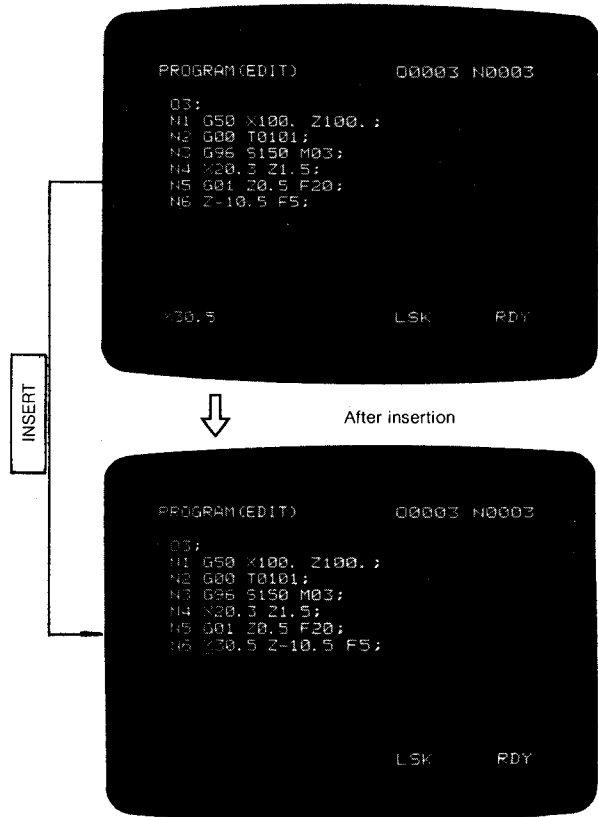 PROGRAM(EDIT) O0003 N0003
O3;
N1 G50 X100. Z100.;
N2 G00 T0101;
N3 G96 S150 M03;
N4 X20.3 Z1.5;
N5 G01 Z0.5 F20;
N6 Z-10.5 F5;
X30.5 LSK RDY
INSERT
After insertion
PROGRAM(EDIT) O0003 N0003
O3;
N1 G50 X100. Z100.;
N2 G00 T0101;
N3 G96 S150 M03;
N4 X20.3 Z1.5;
N5 G01 Z0.5 F20;
N6 X30.5 Z-10.5 F5;
LSK RDY